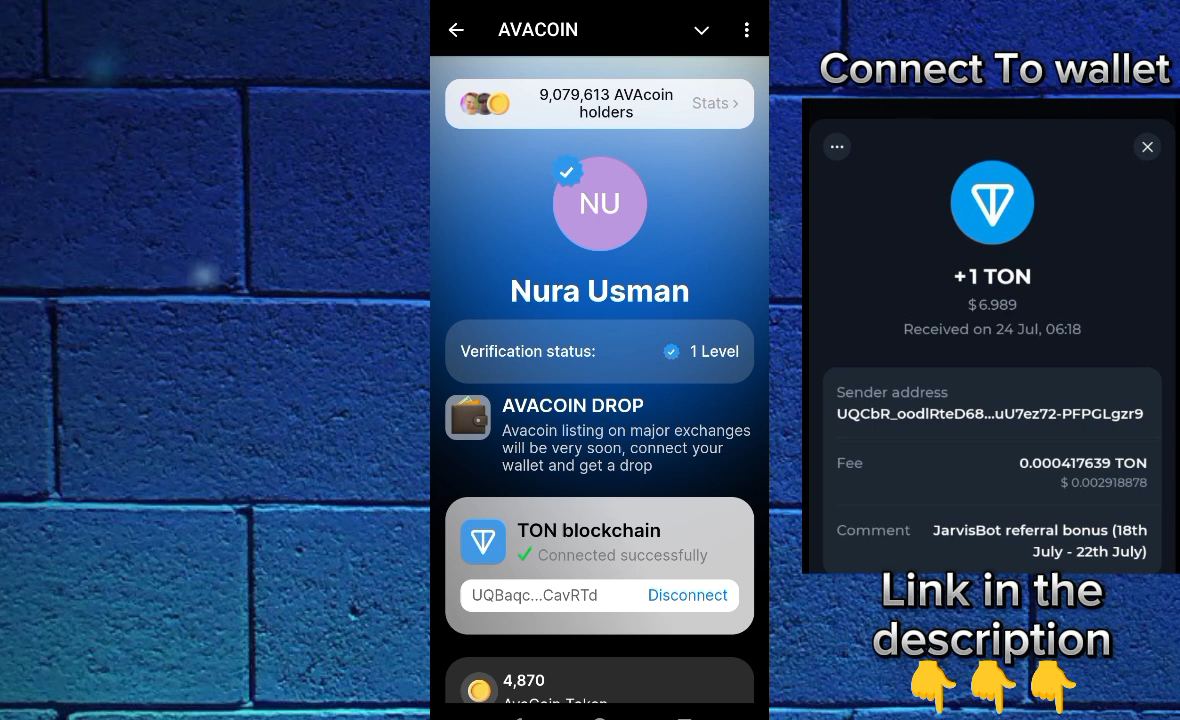 AVACOIN
9,079,613 AVAcoin
holders
Stats ›
NU
Nura Usman
Verification status:
1 Level
AVACOIN DROP
Avacoin listing on major exchanges
will be very soon, connect your
wallet and get a drop
TON blockchain
Connected successfully
UQBaqc...CavRTd
Disconnect
4,870
AvaCoin Token
Connect To wallet
+1 TON
$6.989
Received on 24 Jul, 06:18
Sender address
UQCbR_oodlRteD68...uU7ez72-PFPGLgzr9
Fee
0.000417639 TON
$ 0.002918878
Comment
JarvisBot referral bonus (18th
July - 22th July)
Link in the
description
👇👇👇